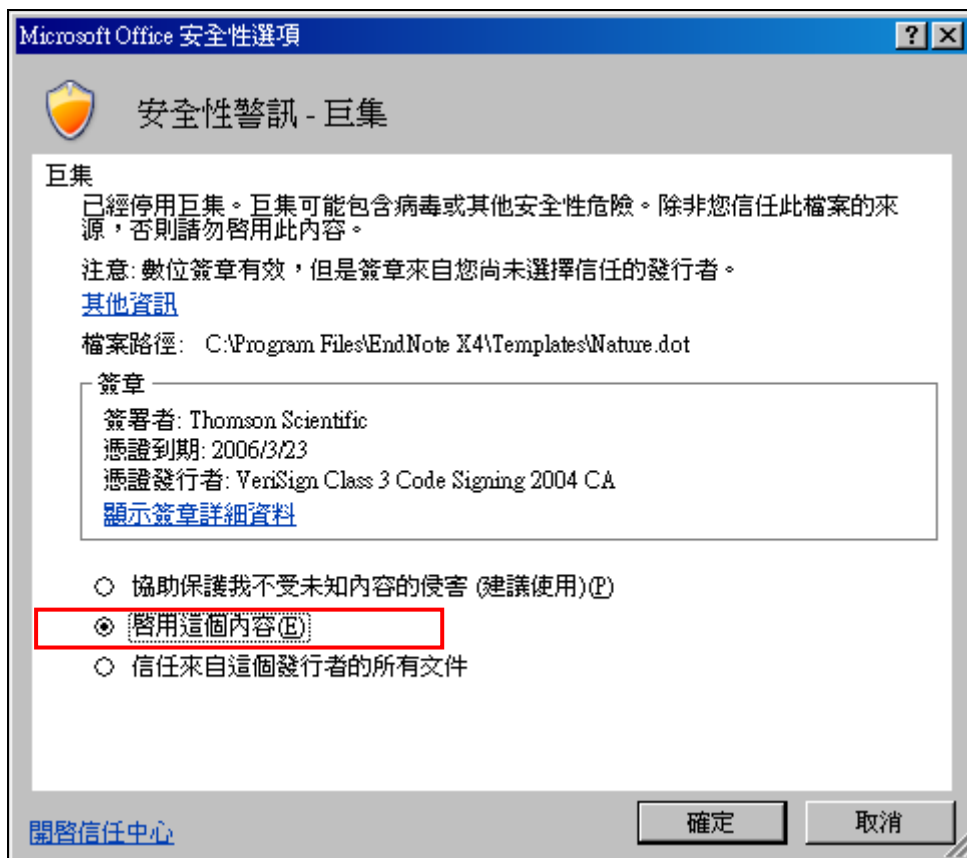 Microsoft Office 安全性選項
安全性警訊 - 巨集
巨集
已經停用巨集。巨集可能包含病毒或其他安全性危險。除非您信任此檔案的來
源，否則請勿啓用此內容。
注意: 數位簽章有效，但是簽章來自您尚未選擇信任的發行者。
其他資訊
檔案路徑: C:\Program Files\EndNote X4\Templates\Nature.dot
簽章
簽署者: Thomson Scientific
憑證到期: 2006/3/23
憑證發行者: VeriSign Class 3 Code Signing 2004 CA
顯示簽章詳細資料
協助保護我不受未知內容的侵害 (建議使用)(P)
啓用這個內容(E)
信任來自這個發行者的所有文件
開啓信任中心
確定
取消